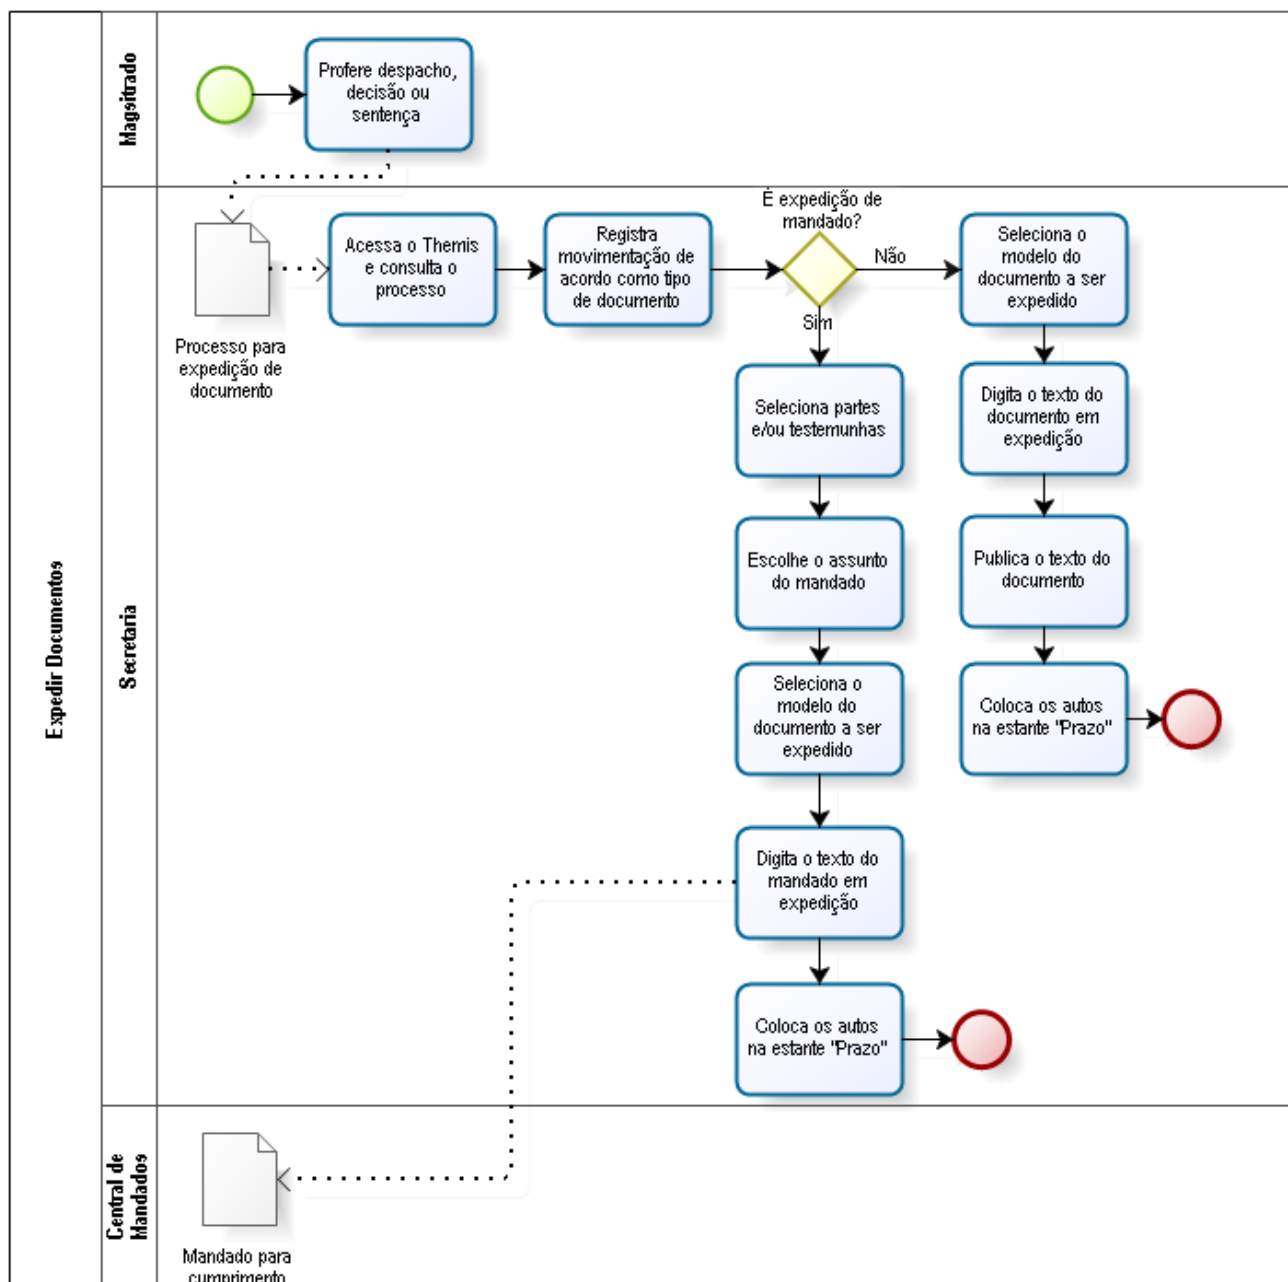 Expedir Documentos
Magsitrado
Profere despacho,
decisão ou
sentença
Secretaria
Processo para
expedição de
documento
Acessa o Themis
e consulta o
processo
Registra
movimentação de
acordo como tipo
de documento
É expedição de
mandado?
Não
Sim
Seleciona o
modelo do
documento a ser
expedido
Digita o texto do
documento em
expedição
Publica o texto do
documento
Coloca os autos
na estante "Prazo"
Seleciona partes
e/ou testemunhas
Escolhe o assunto
do mandado
Seleciona o
modelo do
documento a ser
expedido
Digita o texto do
mandado em
expedição
Coloca os autos
na estante "Prazo"
Central de
Mandados
Mandado para
cumprimento